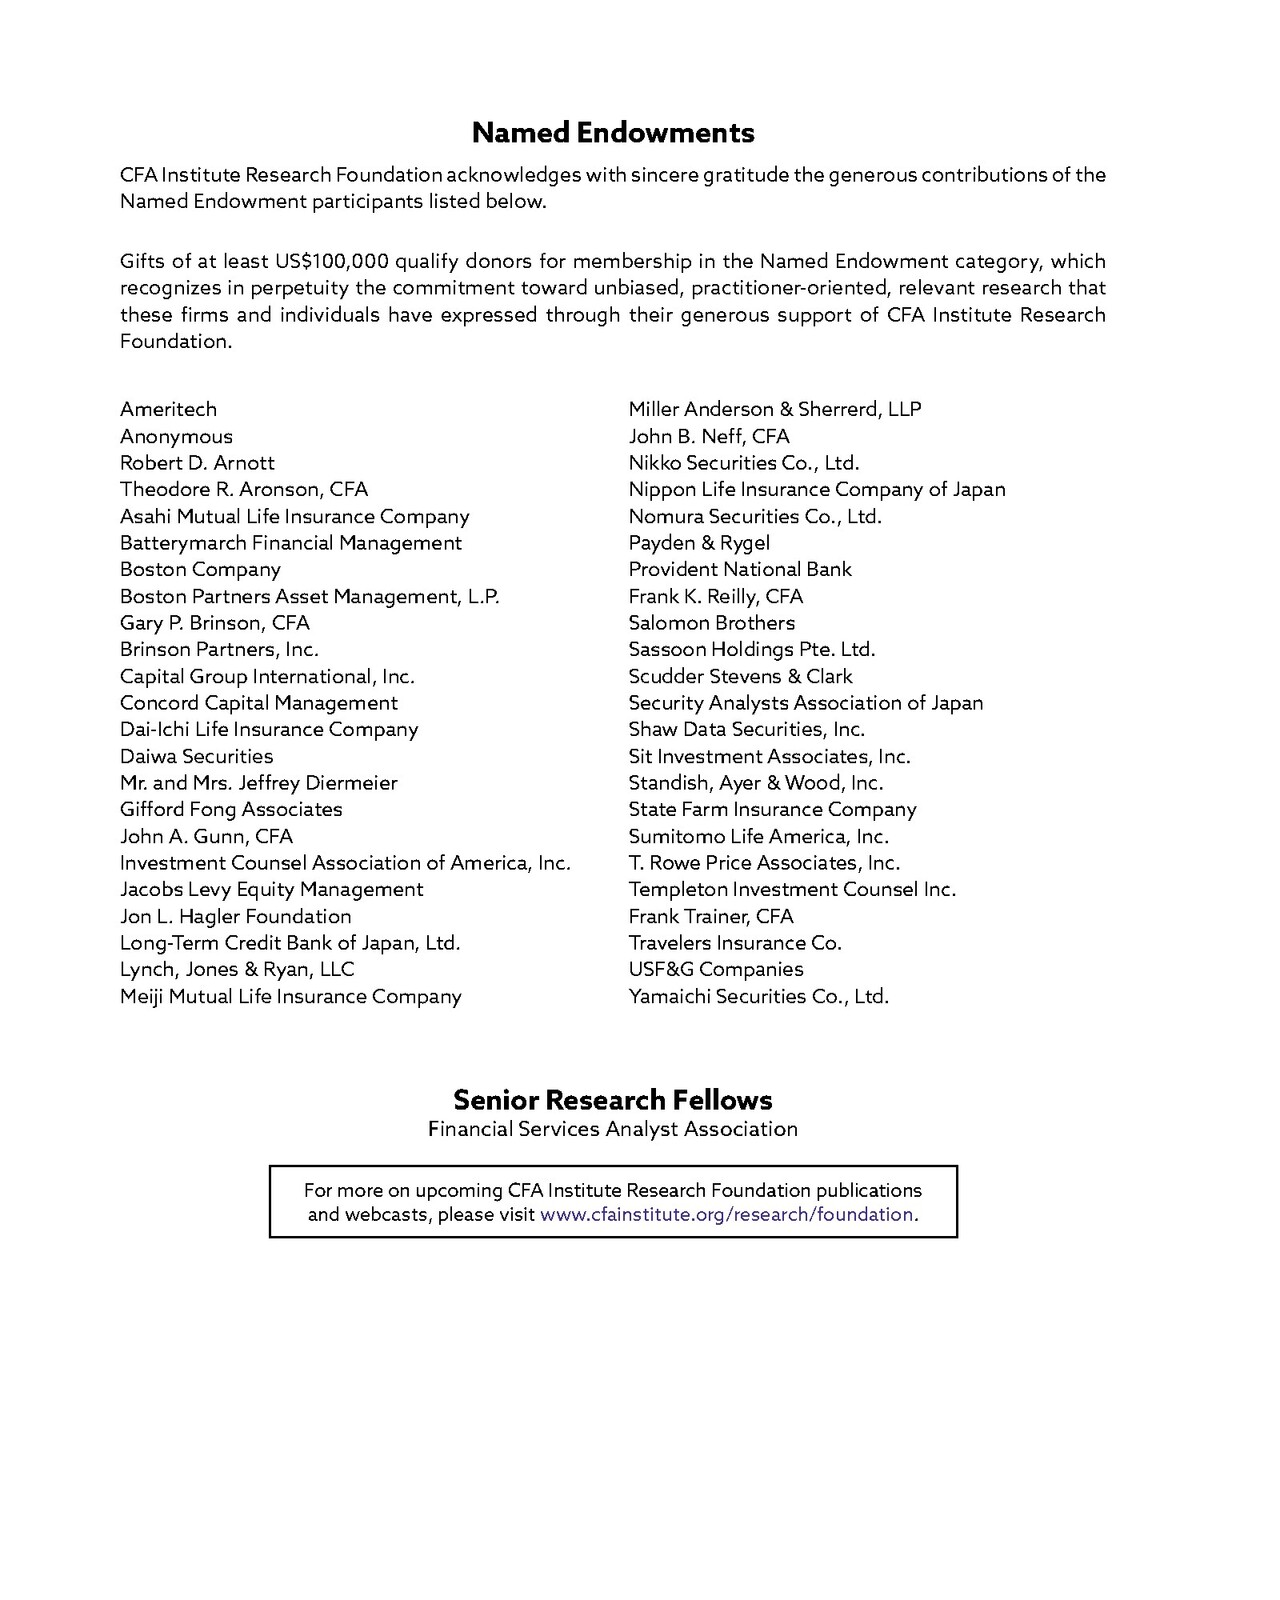 Named Endowments
CFA Institute Research Foundation acknowledges with sincere gratitude the generous contributions of the
Named Endowment participants listed below.
Gifts of at least US$100,000 qualify donors for membership in the Named Endowment category, which
recognizes in perpetuity the commitment toward unbiased, practitioner-oriented, relevant research that
these firms and individuals have expressed through their generous support of CFA Institute Research
Foundation.
Ameritech
Anonymous
Robert D. Arnott
Theodore R. Aronson, CFA
Asahi Mutual Life Insurance Company
Batterymarch Financial Management
Boston Company
Boston Partners Asset Management, L.P.
Gary P. Brinson, CFA
Brinson Partners, Inc.
Capital Group International, Inc.
Concord Capital Management
Dai-Ichi Life Insurance Company
Daiwa Securities
Mr. and Mrs. Jeffrey Diermeier
Gifford Fong Associates
John A. Gunn, CFA
Investment Counsel Association of America, Inc.
Jacobs Levy Equity Management
Jon L. Hagler Foundation
Long-Term Credit Bank of Japan, Ltd.
Lynch, Jones & Ryan, LLC
Meiji Mutual Life Insurance Company
Miller Anderson & Sherrerd, LLP
John B. Neff, CFA
Nikko Securities Co., Ltd.
Nippon Life Insurance Company of Japan
Nomura Securities Co., Ltd.
Payden & Rygel
Provident National Bank
Frank K. Reilly, CFA
Salomon Brothers
Sassoon Holdings Pte. Ltd.
Scudder Stevens & Clark
Security Analysts Association of Japan
Shaw Data Securities, Inc.
Sit Investment Associates, Inc.
Standish, Ayer & Wood, Inc.
State Farm Insurance Company
Sumitomo Life America, Inc.
T. Rowe Price Associates, Inc.
Templeton Investment Counsel Inc.
Frank Trainer, CFA
Travelers Insurance Co.
USF&G Companies
Yamaichi Securities Co., Ltd.
Senior Research Fellows
Financial Services Analyst Association
For more on upcoming CFA Institute Research Foundation publications
and webcasts, please visit www.cfainstitute.org/research/foundation.